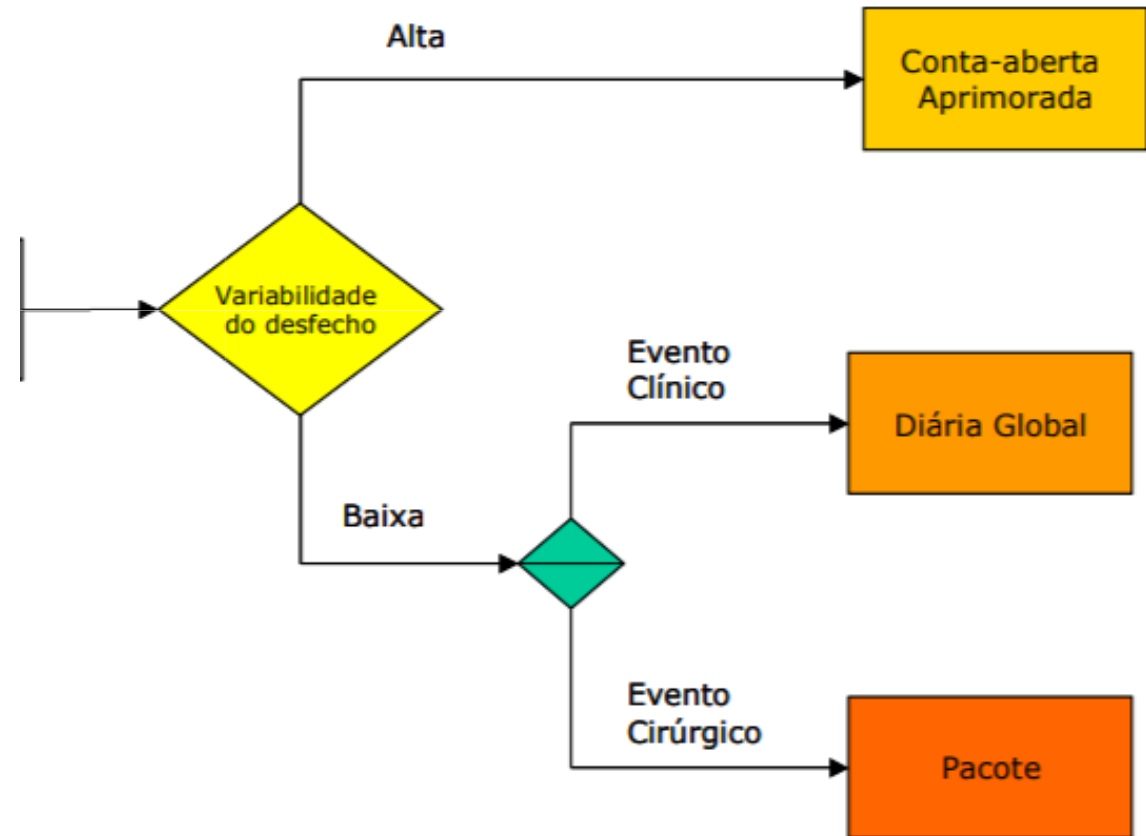 Alta
Conta-aberta
Aprimorada
Variabilidade
do desfecho
Evento
Clínico
Diária Global
Baixa
Evento
Cirúrgico
Pacote